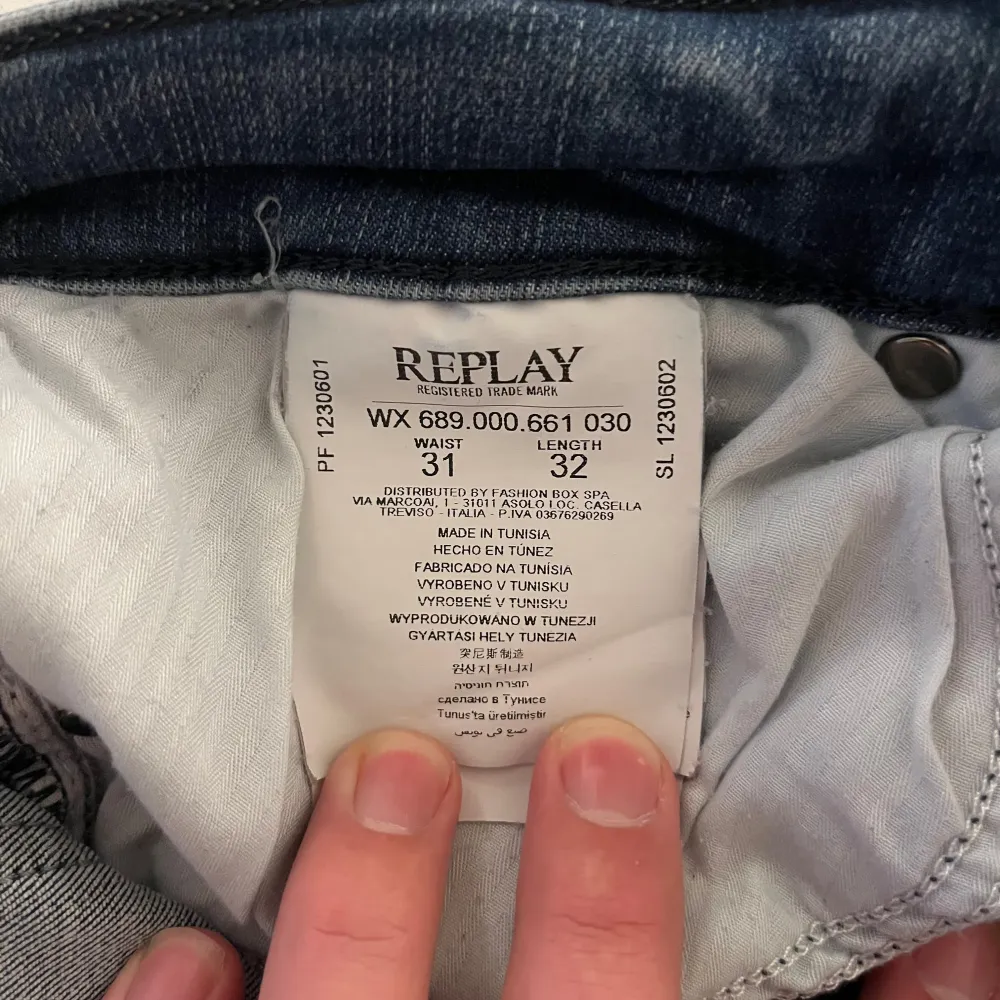 REPLAY
REGISTERED TRADE MARK
WX 689.000.661 030
WAIST LENGTH
31 32
PF 1230601
SL 1230602
DISTRIBUTED BY FASHION BOX SPA
VIA MARCOAI, 1 - 31011 ASOLO LOC. CASELLA
TREVISO - ITALIA - P.IVA 03676290269
MADE IN TUNISIA
HECHO EN TÚNEZ
FABRICADO NA TUNÍSIA
VYROBENO V TUNISKU
VYROBENÉ V TUNISKU
WYPRODUKOWANO W TUNEZJI
GYÁRTASI HELY TUNEZIA
突尼斯制造
원산지 튀니지
תוצרת תוניסיה
сделано в Тунисе
Tunus'ta üretilmiştir
صنع في تونس